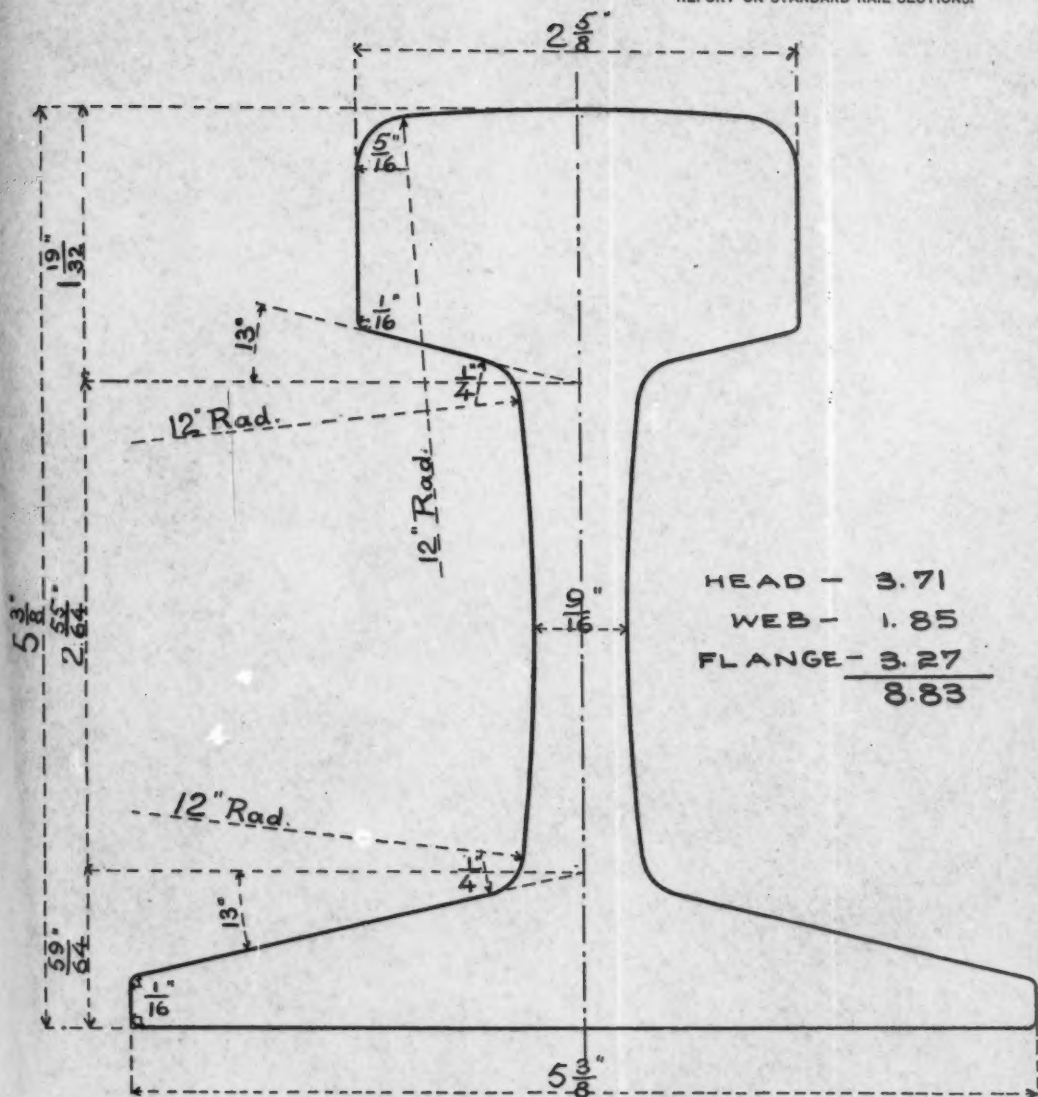 REPORT ON STANDARD RAIL SECTIONS.
2 5/8"
5/16"
1 19/32"
1/16"
13°
1/4"
12" Rad.
12" Rad.
5 3/8"
2 55/64"
9/16"
HEAD - 3.71
WEB - 1.85
FLANGE - 3.27
8.83
12" Rad.
1/4"
13°
59/64"
1/16"
5 3/8"